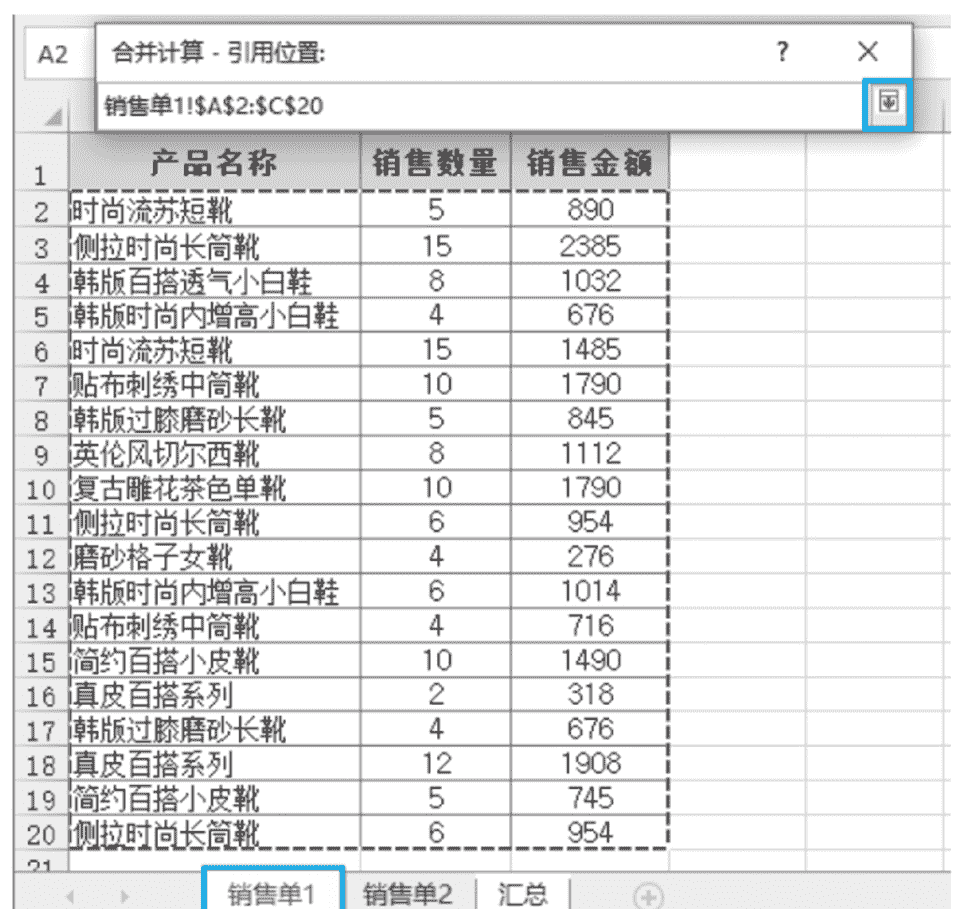 合并计算 - 引用位置: ? ×
A2
销售单1!$A$2:$C$20
1 产品名称 销售数量 销售金额
2 时尚流苏短靴 5 890
3 侧拉时尚长筒靴 15 2385
4 韩版百搭透气小白鞋 8 1032
5 韩版时尚内增高小白鞋 4 676
6 时尚流苏短靴 15 1485
7 贴布刺绣中筒靴 10 1790
8 韩版过膝磨砂长靴 5 845
9 英伦风切尔西靴 8 1112
10 复古雕花茶色单靴 10 1790
11 侧拉时尚长筒靴 6 954
12 磨砂格子女靴 4 276
13 韩版时尚内增高小白鞋 6 1014
14 贴布刺绣中筒靴 4 716
15 简约百搭小皮靴 10 1490
16 真皮百搭系列 2 318
17 韩版过膝磨砂长靴 4 676
18 真皮百搭系列 12 1908
19 简约百搭小皮靴 5 745
20 侧拉时尚长筒靴 6 954
21
销售单1 销售单2 汇总